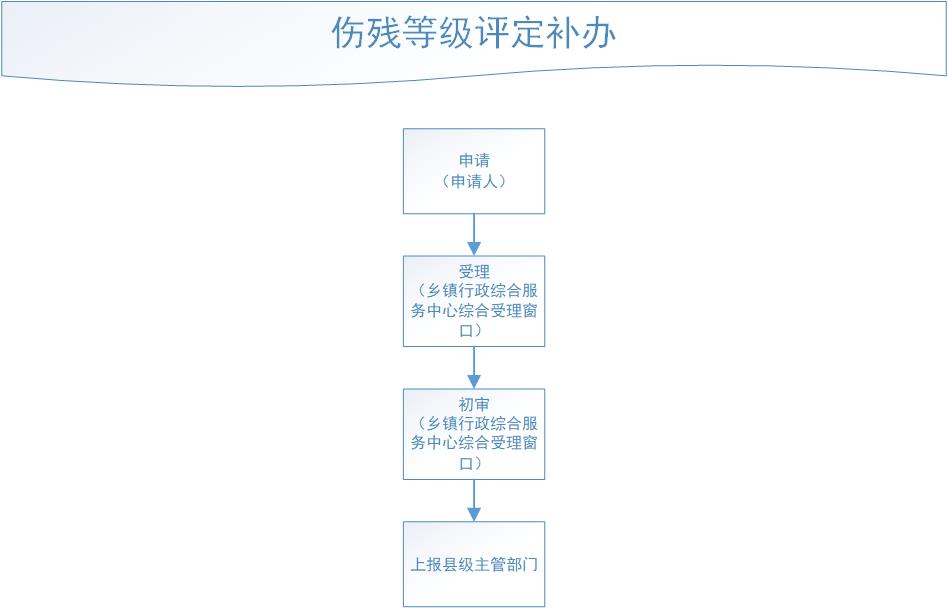 伤残等级评定补办
申请
（申请人）
受理
（乡镇行政综合服
务中心综合受理窗
口）
初审
（乡镇行政综合服
务中心综合受理窗
口）
上报县级主管部门